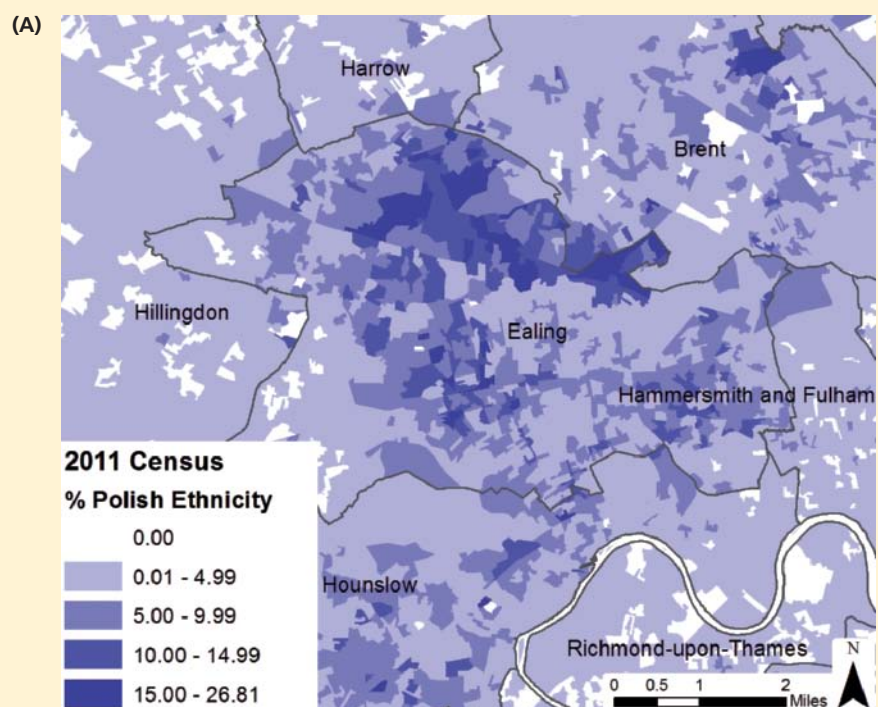 (A)
Harrow
Brent
Hillingdon
Ealing
Hammersmith and Fulham
2011 Census
% Polish Ethnicity
0.00
0.01 - 4.99
5.00 - 9.99
10.00 - 14.99
15.00 - 26.81
Hounslow
Richmond-upon-Thames
N
0 0.5 1 2
Miles